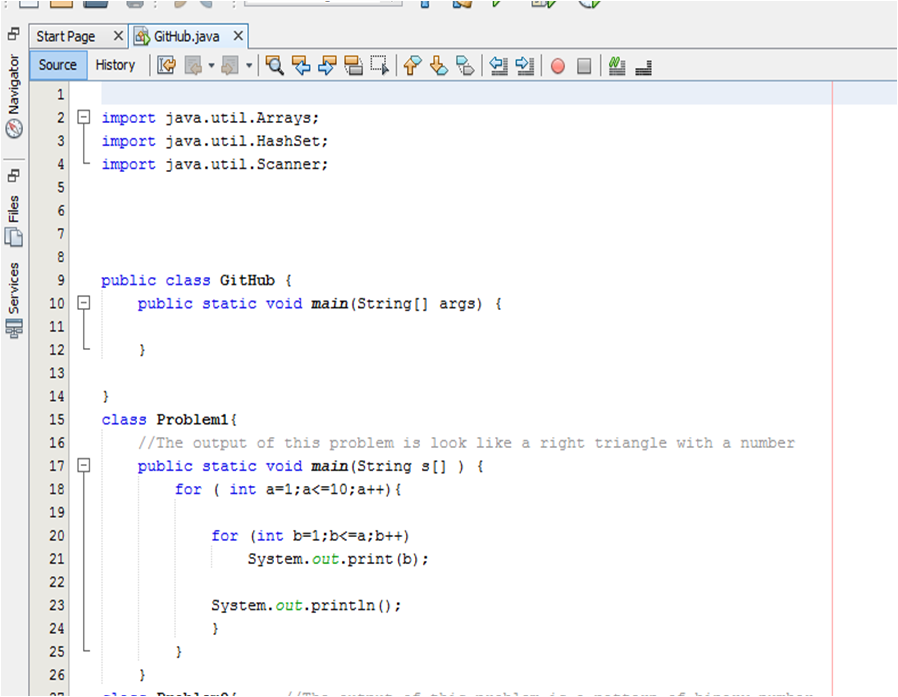 Start Page
GitHub.java
Source
History
Navigator
Files
Services
1
2 import java.util.Arrays;
3 import java.util.HashSet;
4 import java.util.Scanner;
5
6
7
8
9 public class GitHub {
10 public static void main(String[] args) {
11
12 }
13
14 }
15 class Problem1{
16 //The output of this problem is look like a right triangle with a number
17 public static void main(String s[] ) {
18 for ( int a=1;a<=10;a++){
19
20 for (int b=1;b<=a;b++)
21 System.out.print(b);
22
23 System.out.println();
24 }
25 }
26 }